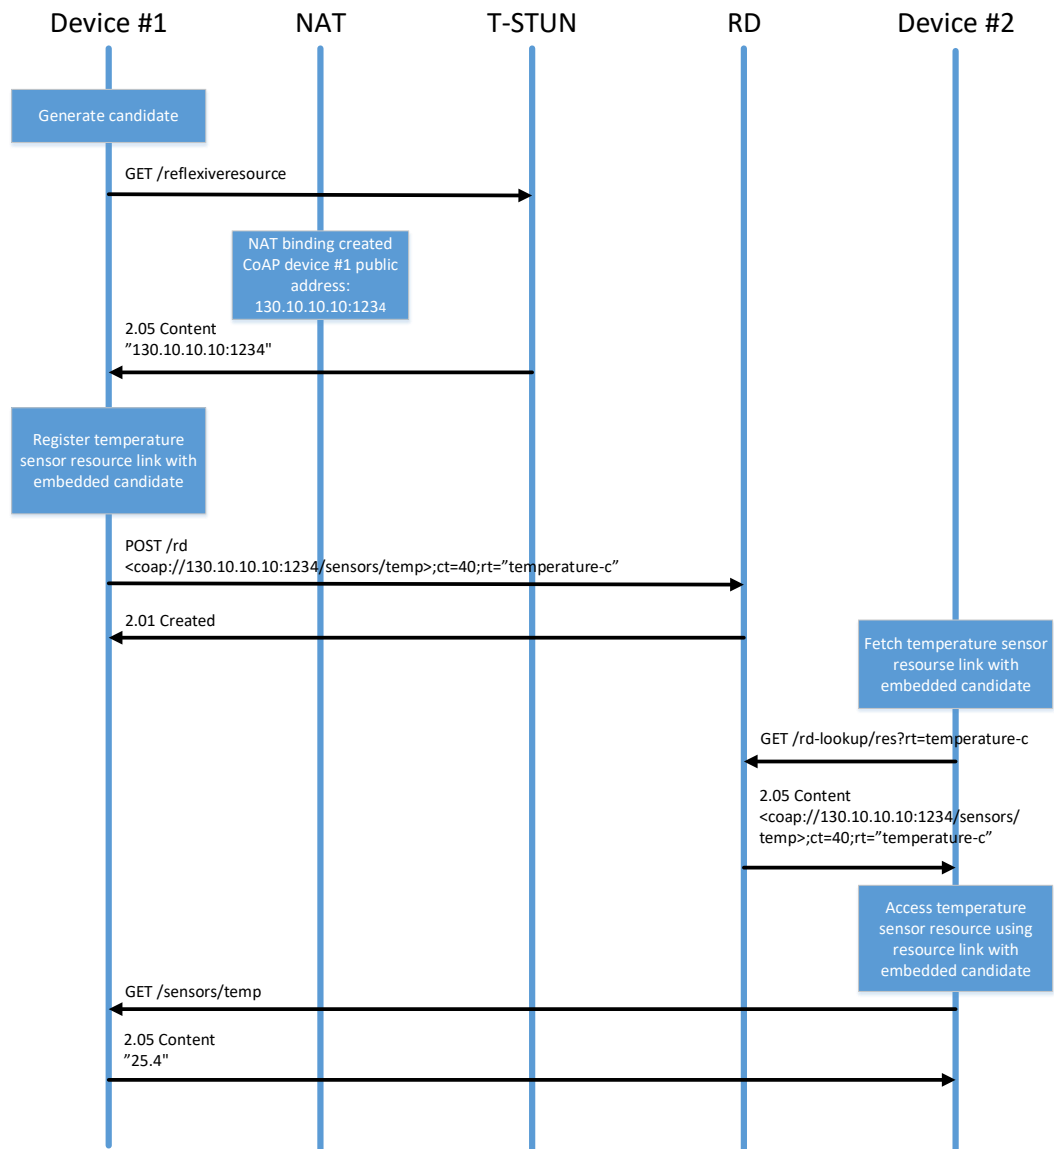 Device #1 NAT T-STUN RD Device #2
Generate candidate
GET /reflexiveresource
NAT binding created
CoAP device #1 public
address:
130.10.10.10:1234
2.05 Content
”130.10.10.10:1234"
Register temperature
sensor resource link with
embedded candidate
POST /rd
<coap://130.10.10.10:1234/sensors/temp>;ct=40;rt=”temperature-c”
2.01 Created
Fetch temperature sensor
resourse link with
embedded candidate
GET /rd-lookup/res?rt=temperature-c
2.05 Content
<coap://130.10.10.10:1234/sensors/
temp>;ct=40;rt=”temperature-c”
Access temperature
sensor resource using
resource link with
embedded candidate
GET /sensors/temp
2.05 Content
”25.4"